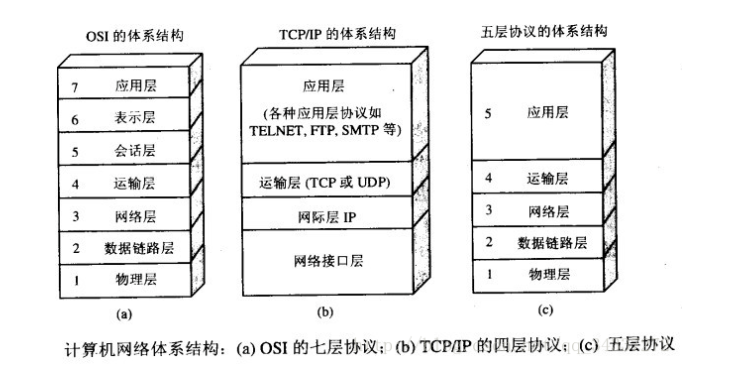 OSI 的体系结构
7 应用层
6 表示层
5 会话层
4 运输层
3 网络层
2 数据链路层
1 物理层
(a)
TCP/IP 的体系结构
应用层
(各种应用层协议如
TELNET, FTP, SMTP 等)
运输层 (TCP 或 UDP)
网际层 IP
网络接口层
(b)
五层协议的体系结构
5 应用层
4 运输层
3 网络层
2 数据链路层
1 物理层
(c)
计算机网络体系结构：(a) OSI 的七层协议；(b) TCP/IP 的四层协议；(c) 五层协议